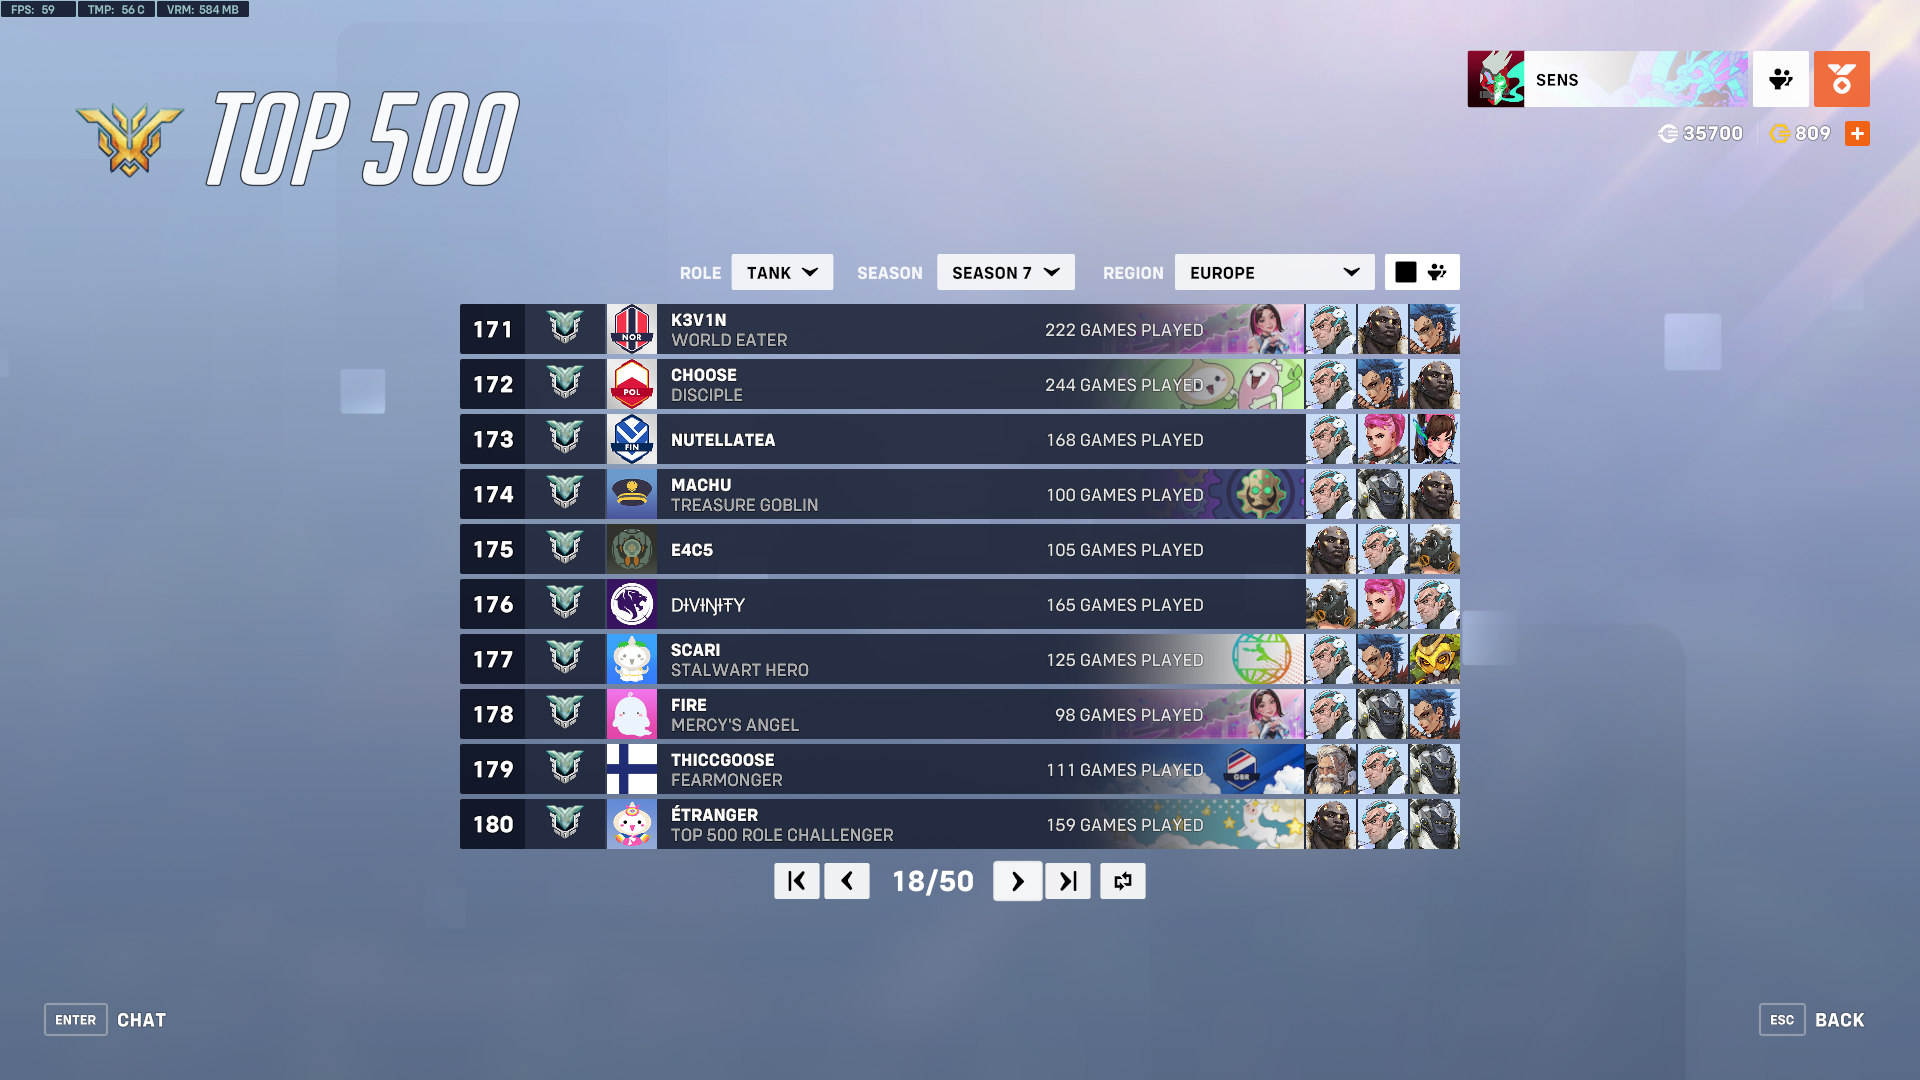 FPS: 59 TMP: 56 C VRM: 584 MB
TOP 500
SENS
35700 809
ROLE TANK SEASON SEASON 7 REGION EUROPE
171 NOR K3V1N WORLD EATER 222 GAMES PLAYED
172 POL CHOOSE DISCIPLE 244 GAMES PLAYED
173 FIN NUTELLATEA 168 GAMES PLAYED
174 MACHU TREASURE GOBLIN 100 GAMES PLAYED
175 E4C5 105 GAMES PLAYED
176 165 GAMES PLAYED
177 SCARI STALWART HERO 125 GAMES PLAYED
178 FIRE MERCY'S ANGEL 98 GAMES PLAYED
179 THICCGOOSE FEARMONGER 111 GAMES PLAYED GBR
180 ÉTRANGER TOP 500 ROLE CHALLENGER 159 GAMES PLAYED
18/50
ENTER CHAT
ESC BACK